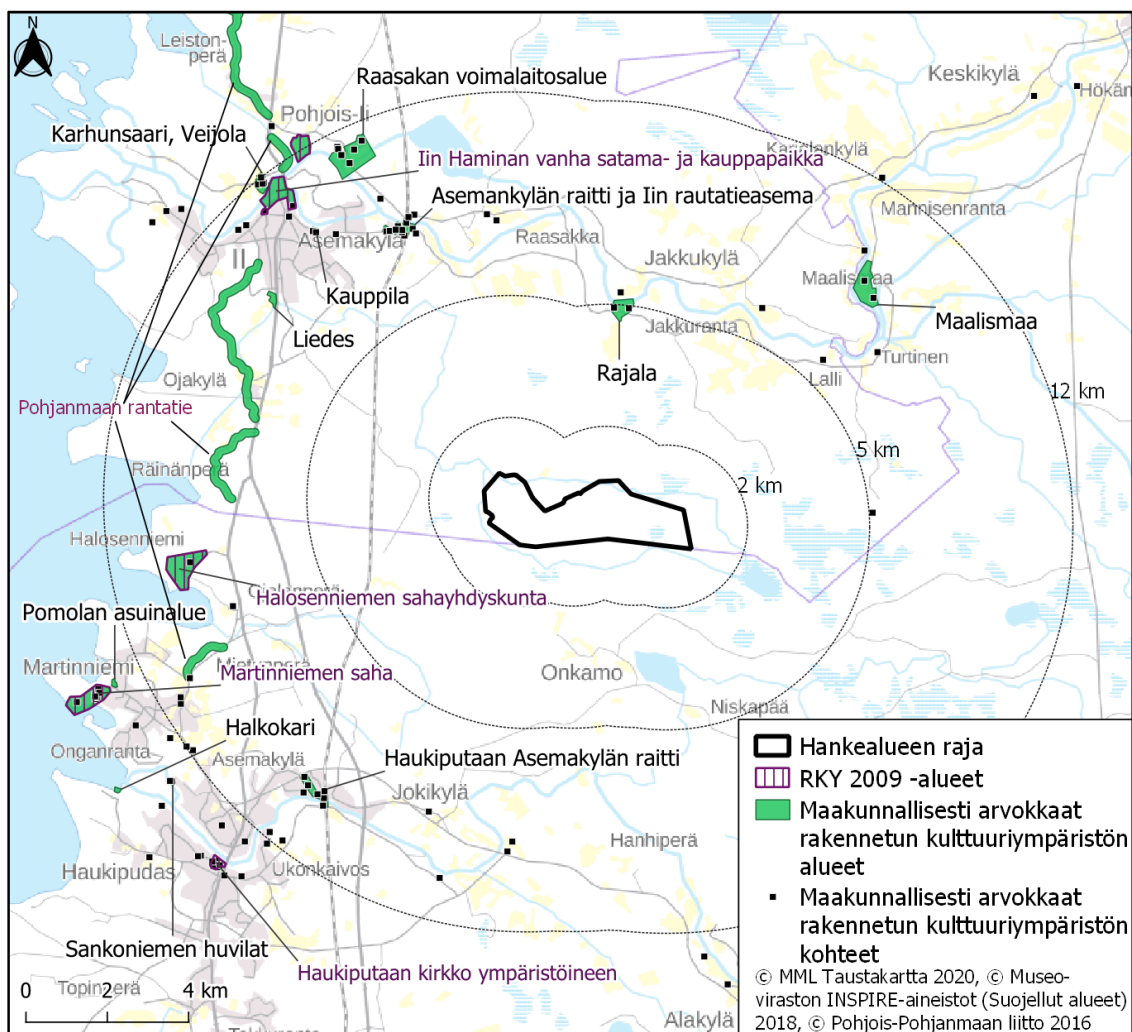 N
Leiston-
perä
Raasakan voimalaitosalue
Keskikylä
Pohjois-Ii
Karhunsaari, Veijola
Iin Haminan vanha satama- ja kauppapaikka
Karjalankylä
Asemankylän raitti ja Iin rautatieasema
Männisenranta
Asemakylä
Raasakka
II
Jakkukylä
Maalismaa
Kauppila
Maalismaa
Liedes
Jakkuranta
Turtinen
Rajala
Lalli
Ojakylä
12 km
Pohjanmaan rantatie
5 km
Räinänperä
2 km
Halosenniemi
Halosenniemen sahayhdyskunta
Pomolan asuinalue
Martinniemi
Onkamo
Martinniemen saha
Niskapää
Halkokari
Onganranta
Asemakylä
Haukiputaan Asemakylän raitti
Jokikylä
Hanhiperä
Haukipudas
Ukonkaivos
Sankoniemen huvilat
Haukiputaan kirkko ympäristöineen
0 2 4 km
Topinperä
Alakylä
Hankealueen raja
RKY 2009 -alueet
Maakunnallisesti arvokkaat
rakennetun kulttuuriympäristön
alueet
Maakunnallisesti arvokkaat
rakennetun kulttuuriympäristön
kohteet
© MML Taustakartta 2020, © Museo-
viraston INSPIRE-aineistot (Suojellut alueet)
2018, © Pohjois-Pohjanmaan liitto 2016